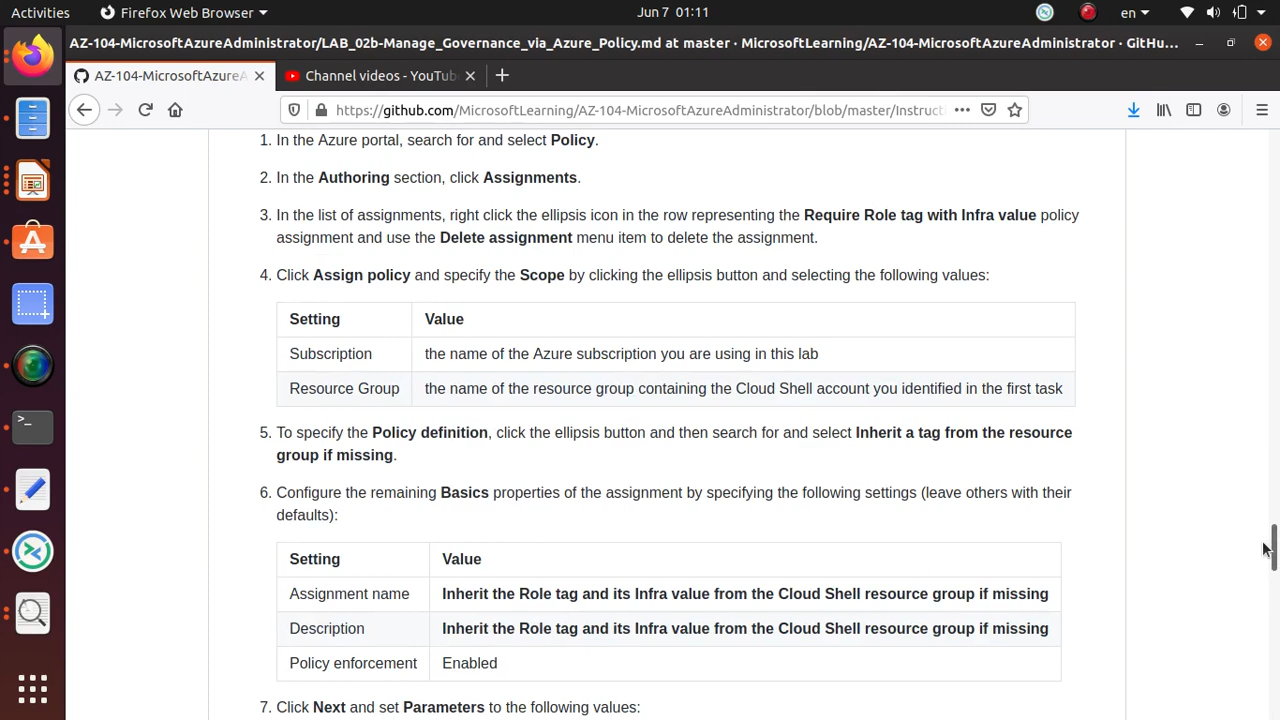 Activities
Firefox Web Browser
Jun 7 01:11
en
AZ-104-MicrosoftAzureAdministrator/LAB_02b-Manage_Governance_via_Azure_Policy.md at master · MicrosoftLearning/AZ-104-MicrosoftAzureAdministrator · GitHu...
AZ-104-MicrosoftAzureA
Channel videos - YouTub
https://github.com/MicrosoftLearning/AZ-104-MicrosoftAzureAdministrator/blob/master/Instruct
1. In the Azure portal, search for and select Policy.
2. In the Authoring section, click Assignments.
3. In the list of assignments, right click the ellipsis icon in the row representing the Require Role tag with Infra value policy
assignment and use the Delete assignment menu item to delete the assignment.
4. Click Assign policy and specify the Scope by clicking the ellipsis button and selecting the following values:
Setting Value
Subscription the name of the Azure subscription you are using in this lab
Resource Group the name of the resource group containing the Cloud Shell account you identified in the first task
5. To specify the Policy definition, click the ellipsis button and then search for and select Inherit a tag from the resource
group if missing.
6. Configure the remaining Basics properties of the assignment by specifying the following settings (leave others with their
defaults):
Setting Value
Assignment name Inherit the Role tag and its Infra value from the Cloud Shell resource group if missing
Description Inherit the Role tag and its Infra value from the Cloud Shell resource group if missing
Policy enforcement Enabled
7. Click Next and set Parameters to the following values: